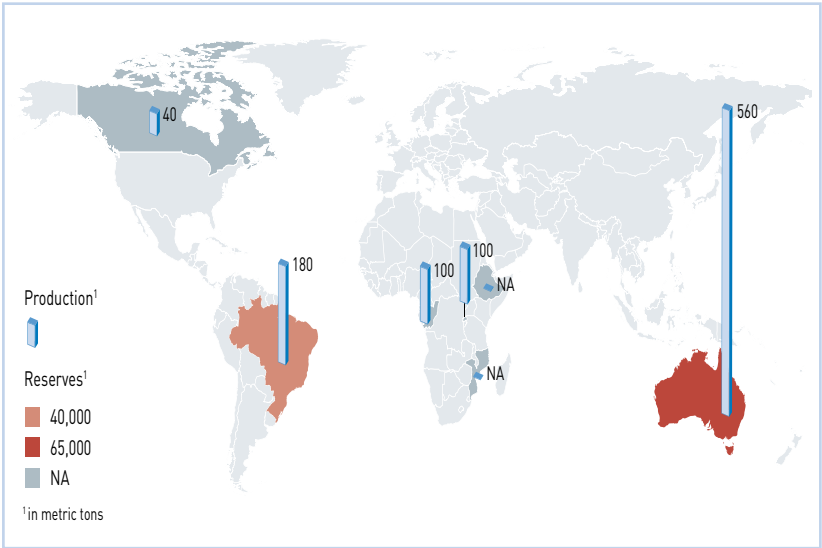 40
560
180
100
100
NA
NA
Production¹
Reserves¹
40,000
65,000
NA
¹in metric tons